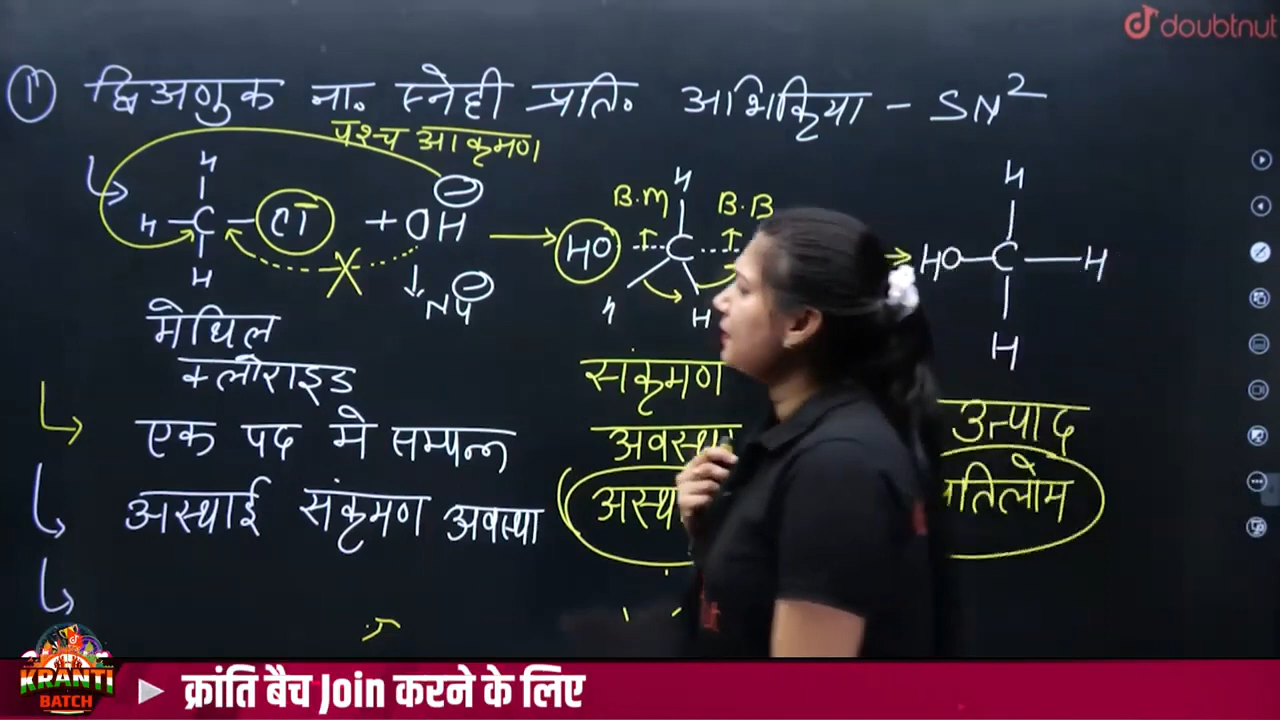 doubtnut
① द्विअणुक ना. स्नेही प्रति. अभिक्रिया - SN²
पश्च आक्रमण
H
H - C - Cl + OH⊖ → HO ---- C ---- → HO - C - H
B.M B.B
H
H H
H
Nu⊖
H
मेथिल
क्लोराइड
संक्रमण
अवस्था
उत्पाद
एक पद मे सम्पन्न
अस्थाई संक्रमण अवस्था
KRANTI
BATCH
क्रांति बैच Join करने के लिए